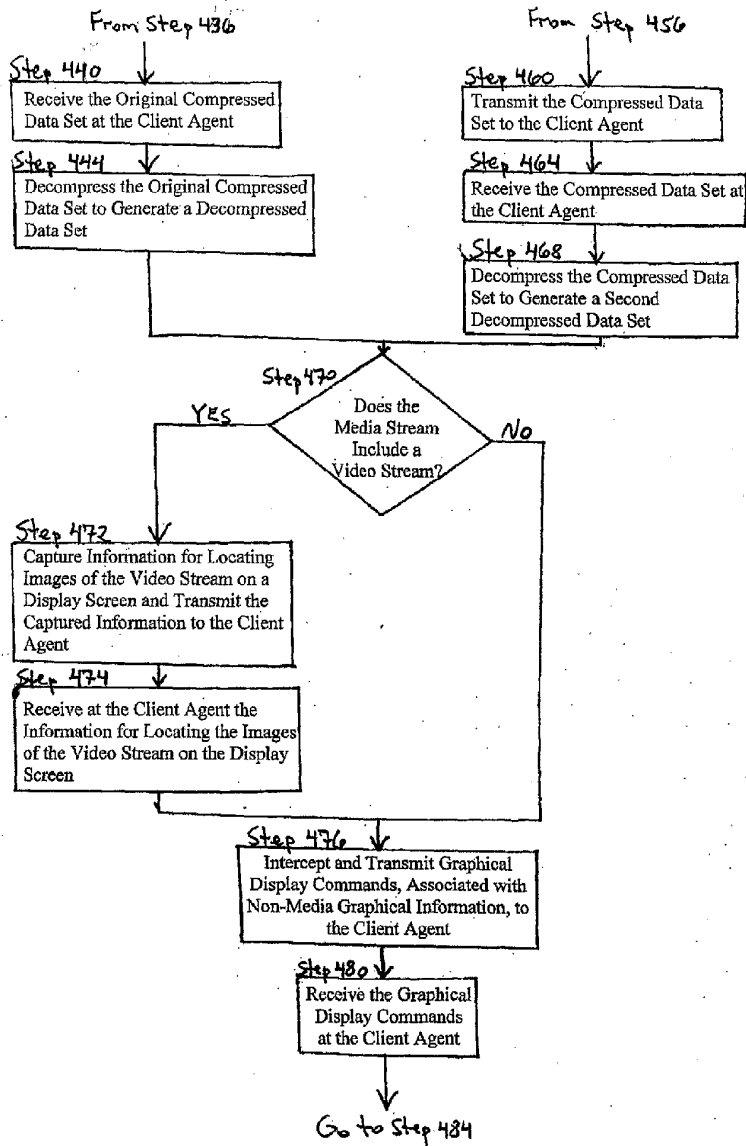 From Step 436
Step 440
Receive the Original Compressed
Data Set at the Client Agent
Step 444
Decompress the Original Compressed
Data Set to Generate a Decompressed
Data Set
From Step 456
Step 460
Transmit the Compressed Data
Set to the Client Agent
Step 464
Receive the Compressed Data Set at
the Client Agent
Step 468
Decompress the Compressed Data
Set to Generate a Second
Decompressed Data Set
Step 470
Does the
Media Stream
Include a
Video Stream?
YES
NO
Step 472
Capture Information for Locating
Images of the Video Stream on a
Display Screen and Transmit the
Captured Information to the Client
Agent
Step 474
Receive at the Client Agent the
Information for Locating the Images
of the Video Stream on the Display
Screen
Step 476
Intercept and Transmit Graphical
Display Commands, Associated with
Non-Media Graphical Information, to
the Client Agent
Step 480
Receive the Graphical
Display Commands
at the Client Agent
Go to Step 484